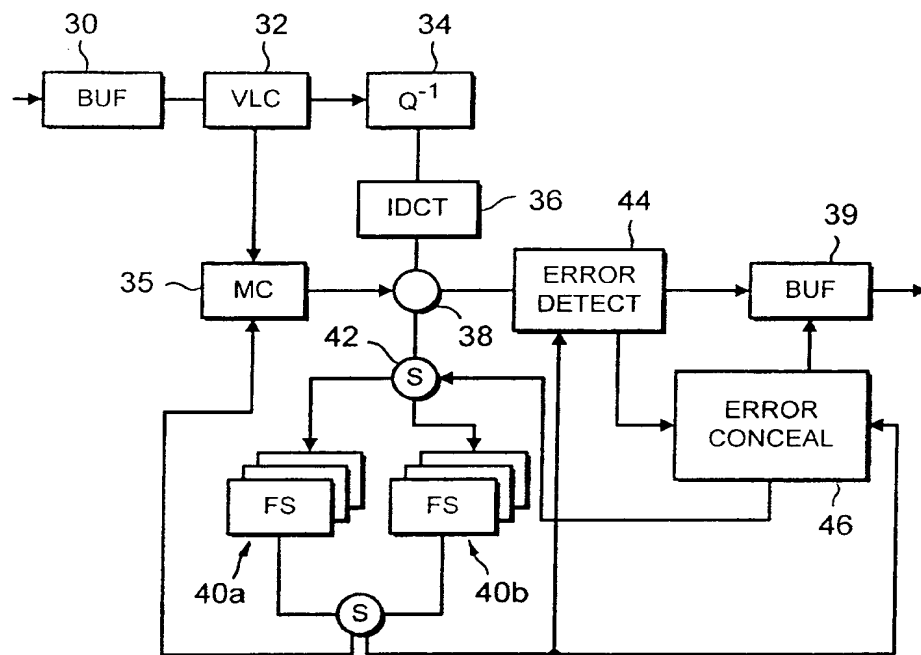 30
32
34
BUF
VLC
Q⁻¹
IDCT
36
44
39
35
MC
ERROR
DETECT
BUF
38
42
S
ERROR
CONCEAL
FS
FS
46
40a
40b
S